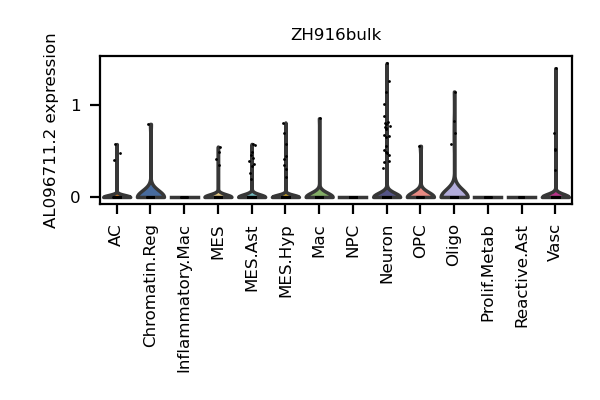 ZH916bulk
AL096711.2 expression
1
0
AC
Chromatin.Reg
Inflammatory.Mac
MES
MES.Ast
MES.Hyp
Mac
NPC
Neuron
OPC
Oligo
Prolif.Metab
Reactive.Ast
Vasc